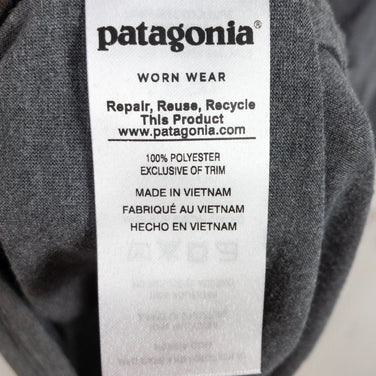 patagonia®
WORN WEAR
Repair, Reuse, Recycle
This Product
www.patagonia.com
100% POLYESTER
EXCLUSIVE OF TRIM
MADE IN VIETNAM
FABRIQUÉ AU VIETNAM
HECHO EN VIETNAM